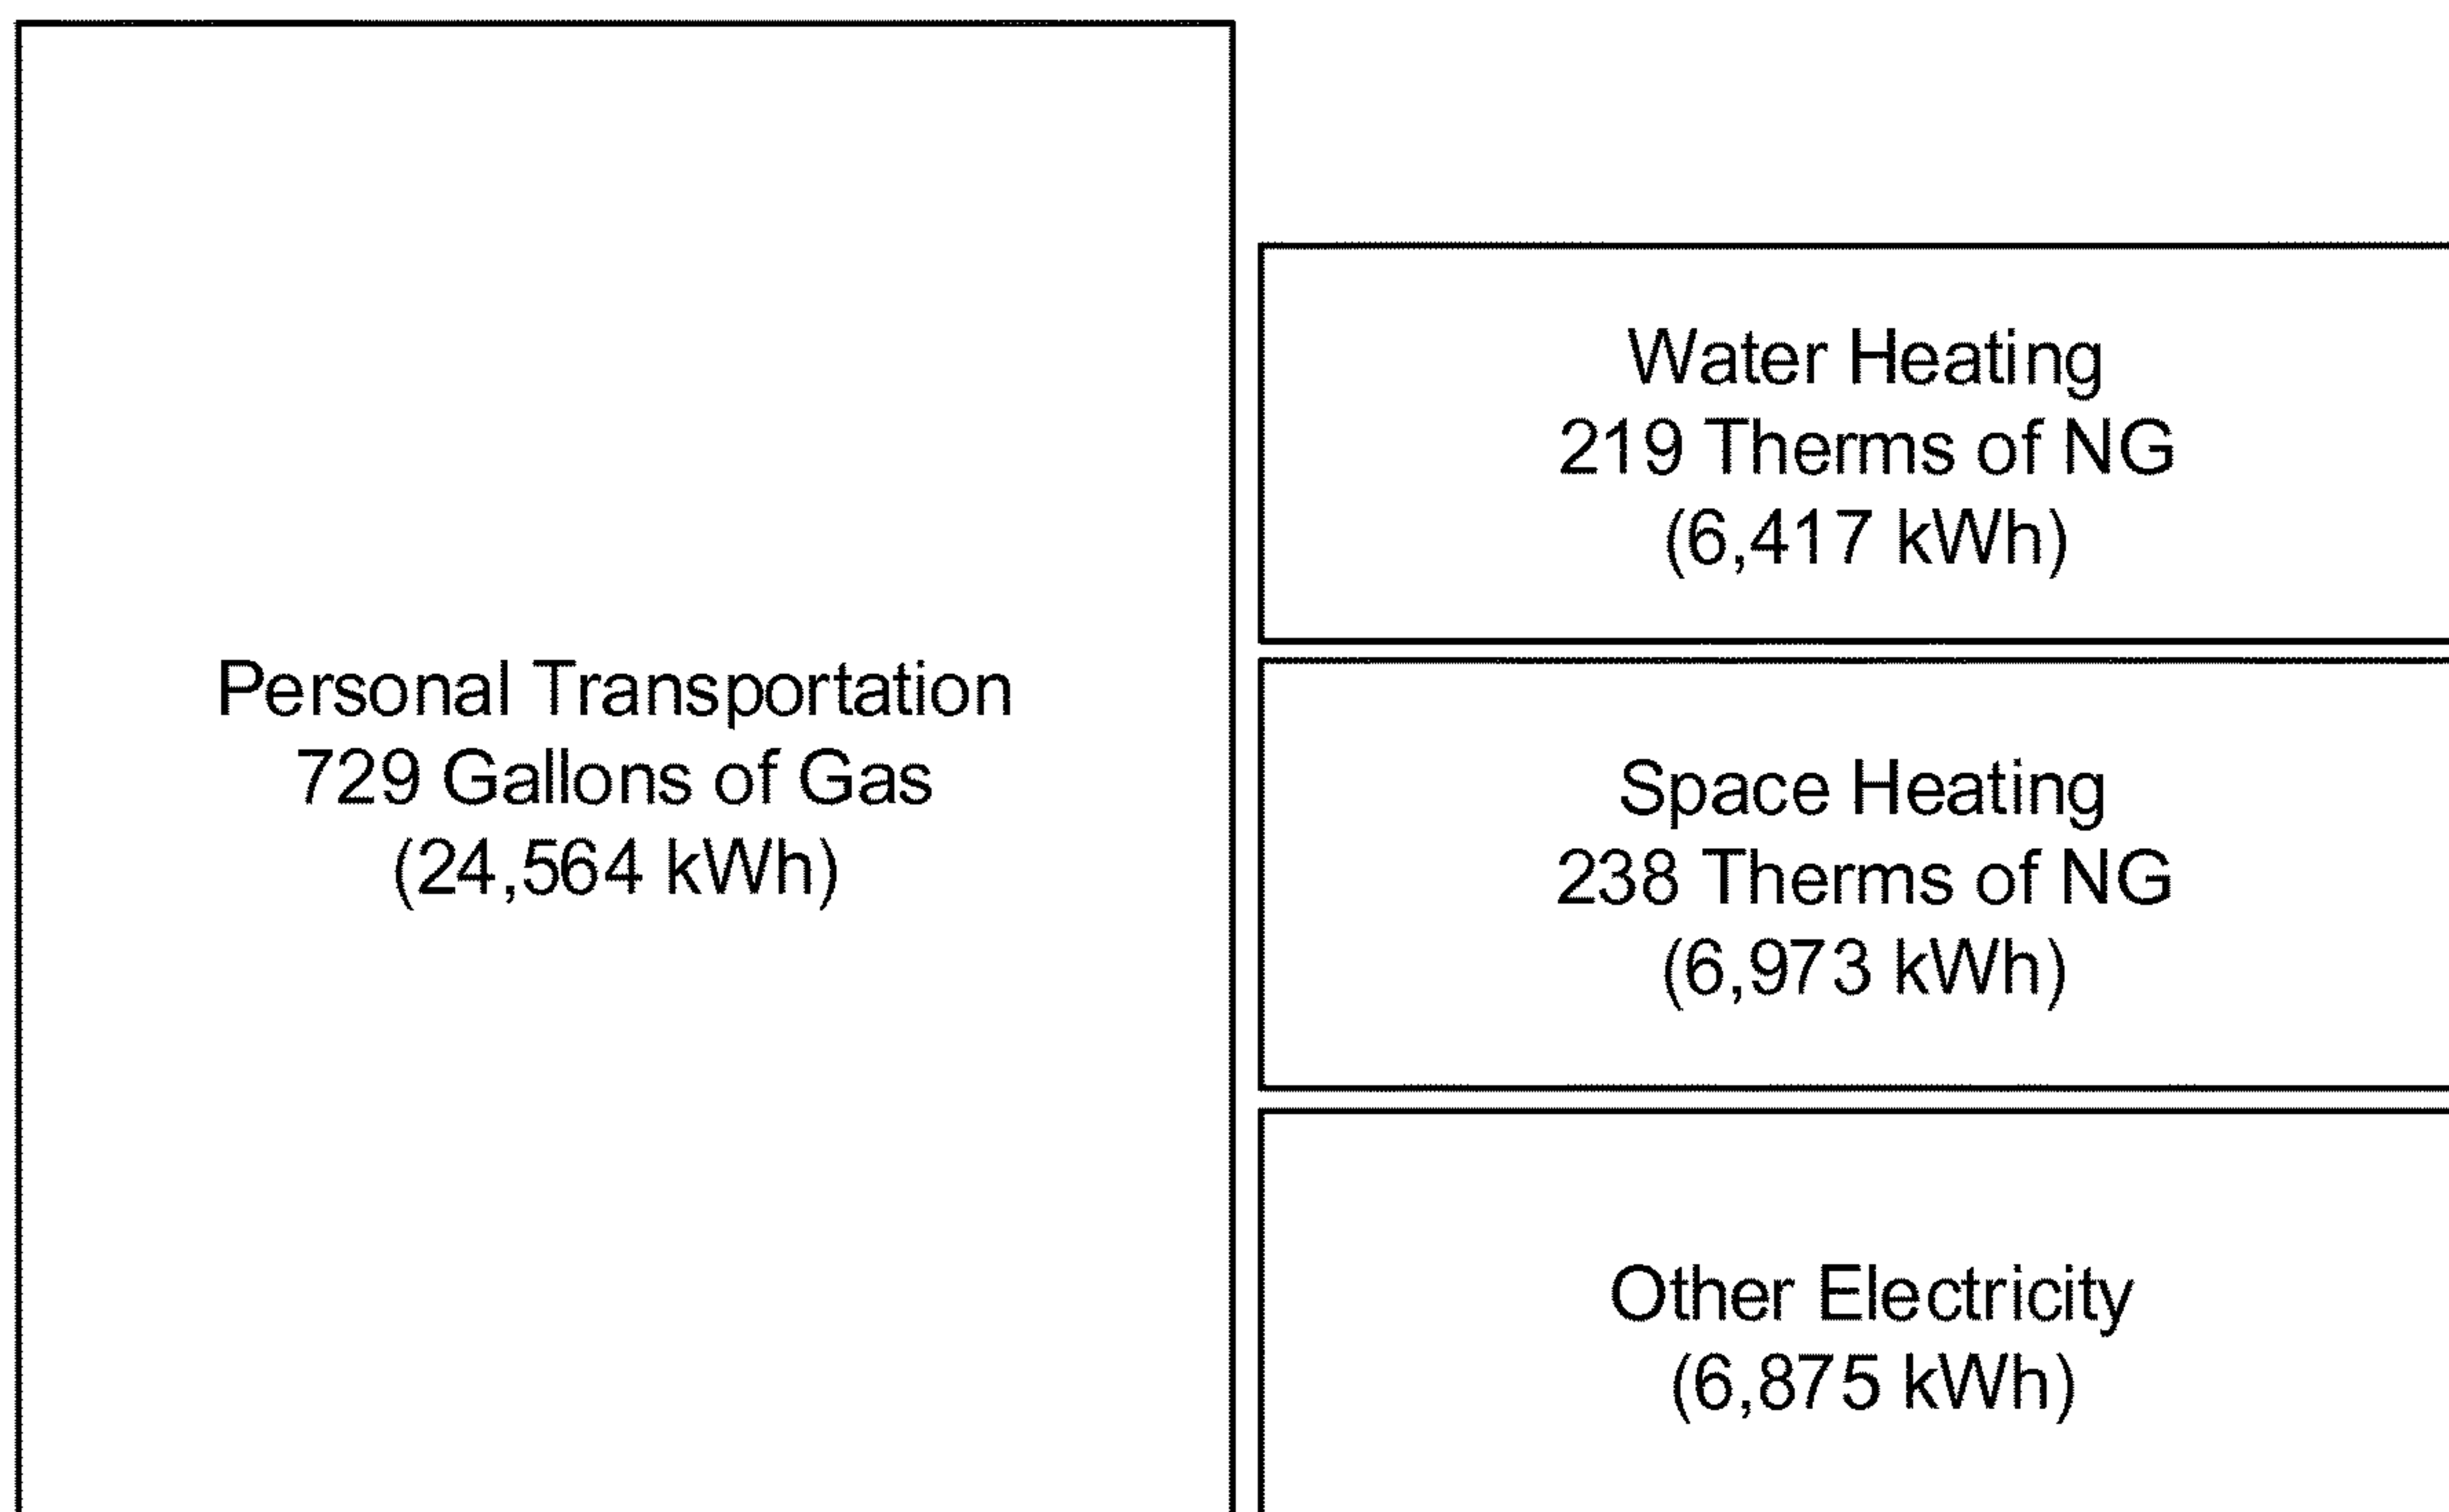 Personal Transportation
729 Gallons of Gas
(24,564 kWh)
Water Heating
219 Therms of NG
(6,417 kWh)
Space Heating
238 Therms of NG
(6,973 kWh)
Other Electricity
(6,875 kWh)